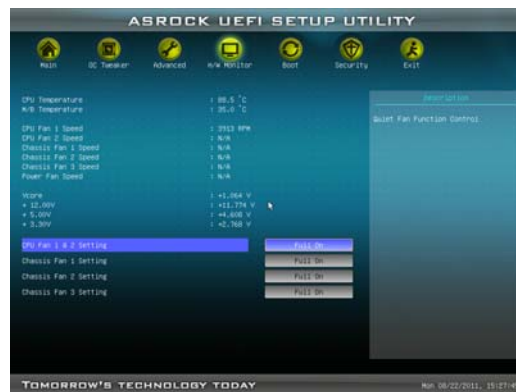 ASROCK UEFI SETUP UTILITY
Main
OC Tweaker
Advanced
H/W Monitor
Boot
Security
Exit
Description
Quiet Fan Function Control
CPU Temperature : 88.5 °C
M/B Temperature : 35.0 °C
CPU Fan 1 Speed : 3913 RPM
CPU Fan 2 Speed : N/A
Chassis Fan 1 Speed : N/A
Chassis Fan 2 Speed : N/A
Chassis Fan 3 Speed : N/A
Power Fan Speed : N/A
Vcore : +1.064 V
+ 12.00V : +11.774 V
+ 5.00V : +4.608 V
+ 3.30V : +2.768 V
CPU Fan 1 & 2 Setting Full On
Chassis Fan 1 Setting Full On
Chassis Fan 2 Setting Full On
Chassis Fan 3 Setting Full On
TOMORROW'S TECHNOLOGY TODAY
Mon 08/22/2011,